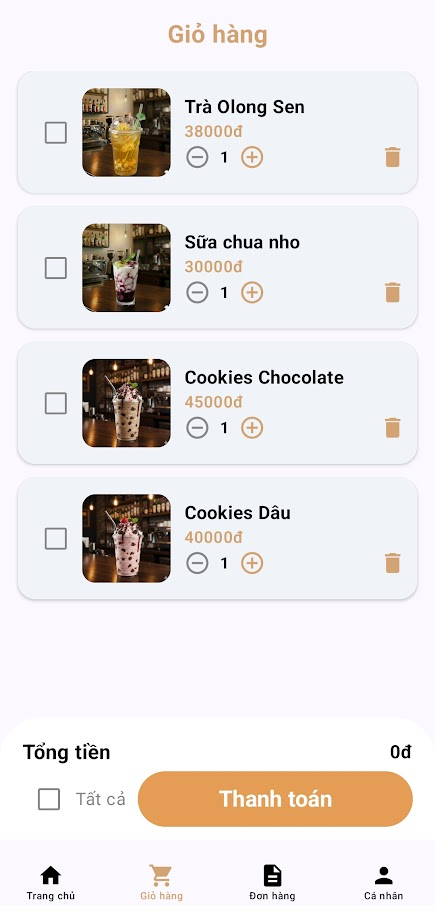 Giỏ hàng
Trà Olong Sen
38000đ
1
Sữa chua nho
30000đ
1
Cookies Chocolate
45000đ
1
Cookies Dâu
40000đ
1
Tổng tiền 0đ
Tất cả Thanh toán
Trang chủ Giỏ hàng Đơn hàng Cá nhân